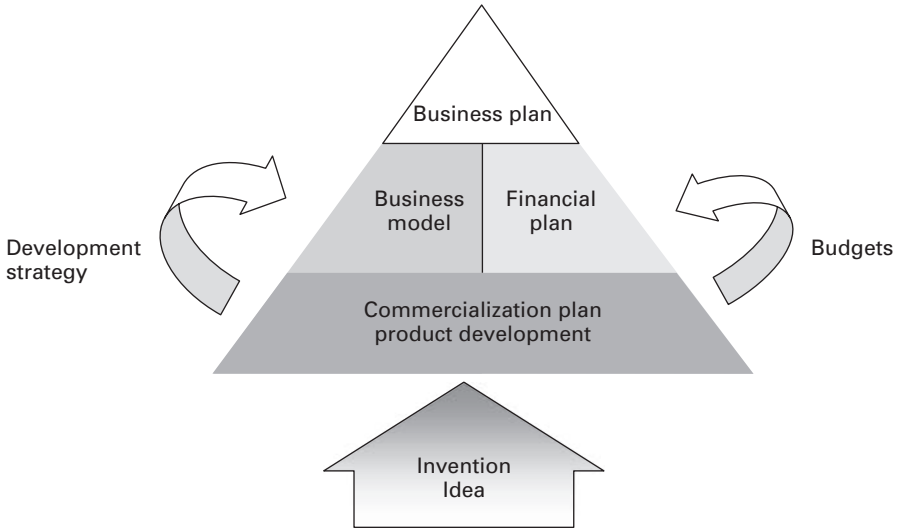 Business plan
Business
model
Financial
plan
Development
strategy
Budgets
Commercialization plan
product development
Invention
Idea